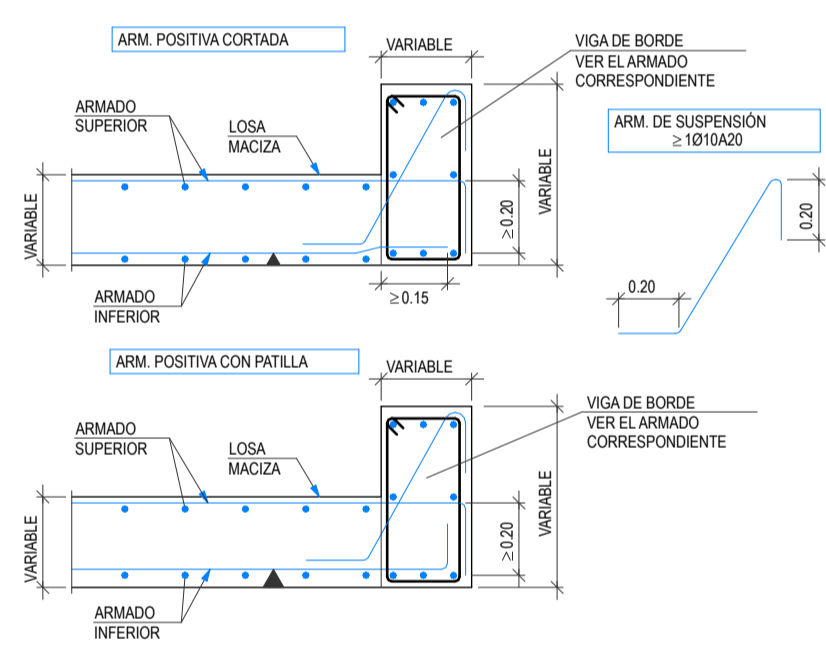 ARM. POSITIVA CORTADA
VARIABLE
VIGA DE BORDE
VER EL ARMADO
CORRESPONDIENTE
ARMADO
SUPERIOR
LOSA
MACIZA
ARM. DE SUSPENSIÓN
≥ 1Ø10A20
VARIABLE
≥ 0.20
VARIABLE
0.20
0.20
≥ 0.15
ARMADO
INFERIOR
ARM. POSITIVA CON PATILLA
VARIABLE
VIGA DE BORDE
VER EL ARMADO
CORRESPONDIENTE
ARMADO
SUPERIOR
LOSA
MACIZA
VARIABLE
≥ 0.20
VARIABLE
ARMADO
INFERIOR